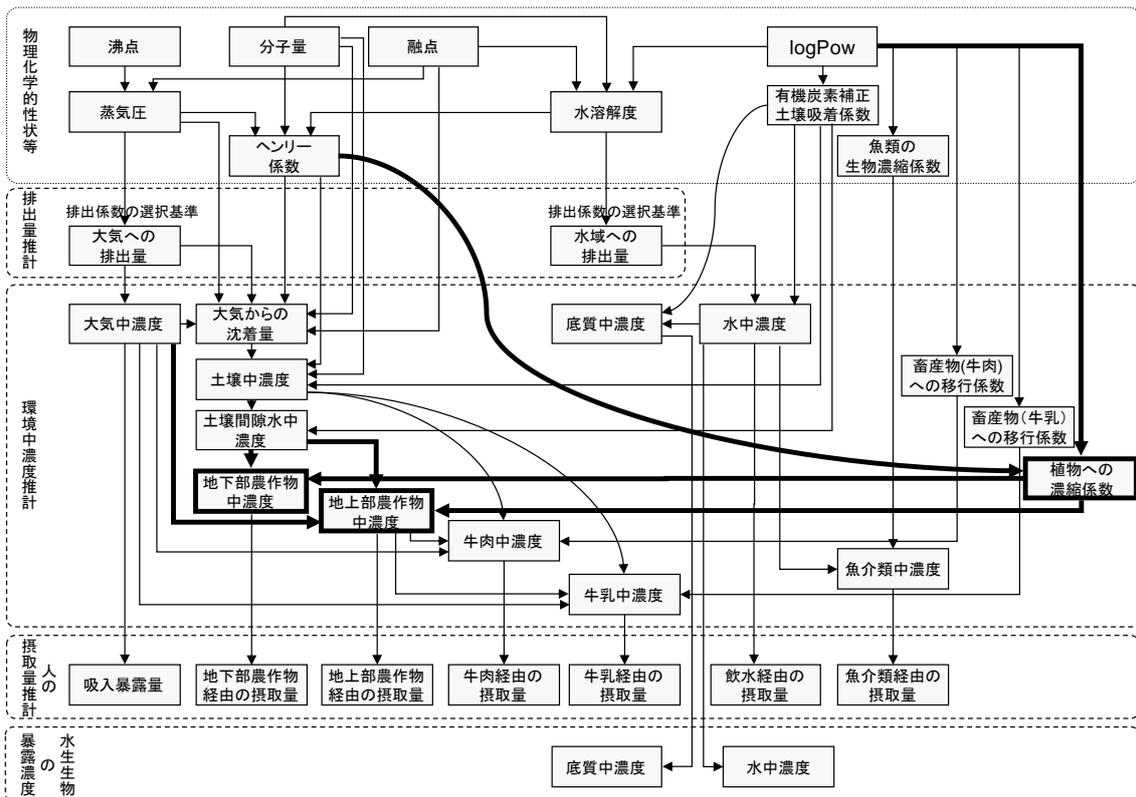 物理化学的性状等
沸点
分子量
融点
logPow
蒸気圧
水溶解度
有機炭素補正
土壌吸着係数
ヘンリー
係数
魚類の
生物濃縮係数
排出量推計
排出係数の選択基準
大気への
排出量
排出係数の選択基準
水域への
排出量
環境中濃度推計
大気中濃度
大気からの
沈着量
底質中濃度
水中濃度
土壌中濃度
畜産物(牛肉)
への移行係数
土壌間隙水中
濃度
畜産物(牛乳)
への移行係数
地下部農作物
中濃度
植物への
濃縮係数
地上部農作物
中濃度
牛肉中濃度
魚介類中濃度
牛乳中濃度
人の
摂取量推計
吸入暴露量
地下部農作物
経由の摂取量
地上部農作物
経由の摂取量
牛肉経由の
摂取量
牛乳経由の
摂取量
飲水経由の
摂取量
魚介類経由の
摂取量
水生生物
の
暴露濃度
底質中濃度
水中濃度